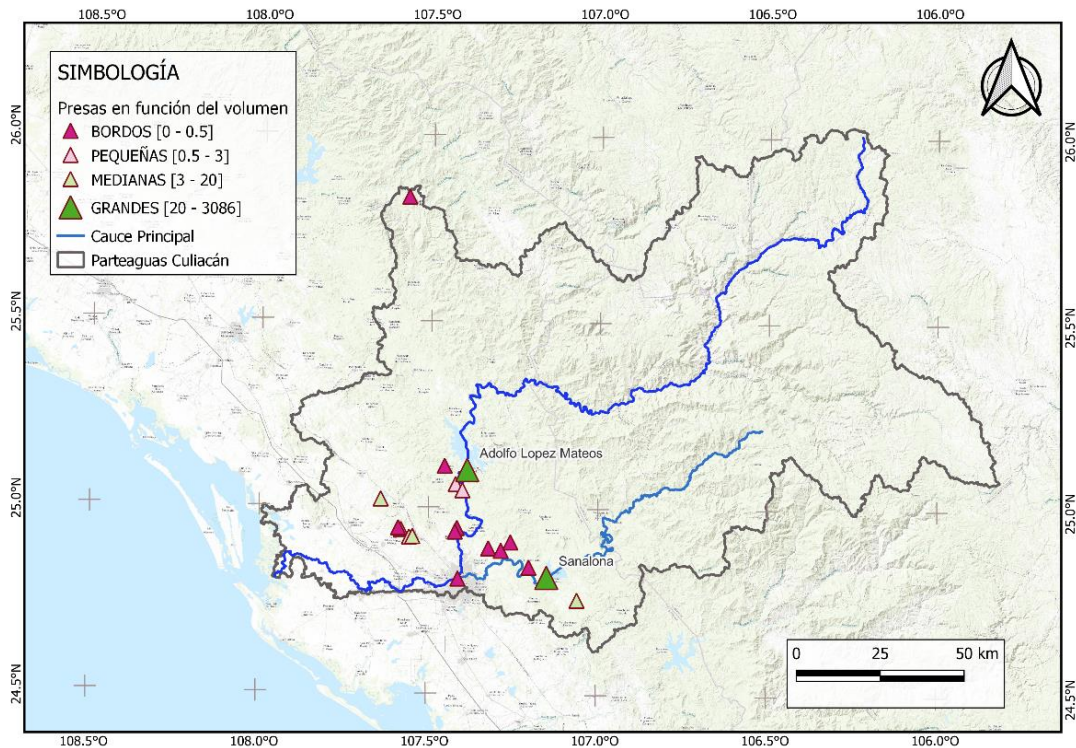 108.5°O 108.0°O 107.5°O 107.0°O 106.5°O 106.0°O
SIMBOLOGÍA
Presas en función del volumen
BORDOS [0 - 0.5]
PEQUEÑAS [0.5 - 3]
MEDIANAS [3 - 20]
GRANDES [20 - 3086]
Cauce Principal
Parteaguas Culiacán
26.0°N 26.0°N
25.5°N 25.5°N
Adolfo Lopez Mateos
25.0°N 25.0°N
Sanalona
0 25 50 km
24.5°N 24.5°N
108.5°O 108.0°O 107.5°O 107.0°O 106.5°O 106.0°O